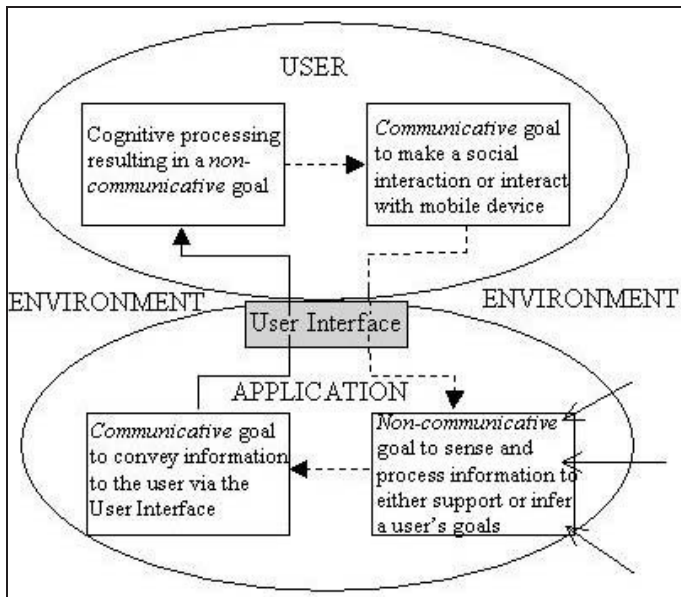 USER
Cognitive processing
resulting in a non-
communicative goal
Communicative goal
to make a social
interaction or interact
with mobile device
ENVIRONMENT
ENVIRONMENT
User Interface
APPLICATION
Communicative goal
to convey information
to the user via the
User Interface
Non-communicative
goal to sense and
process information to
either support or infer
a user's goals